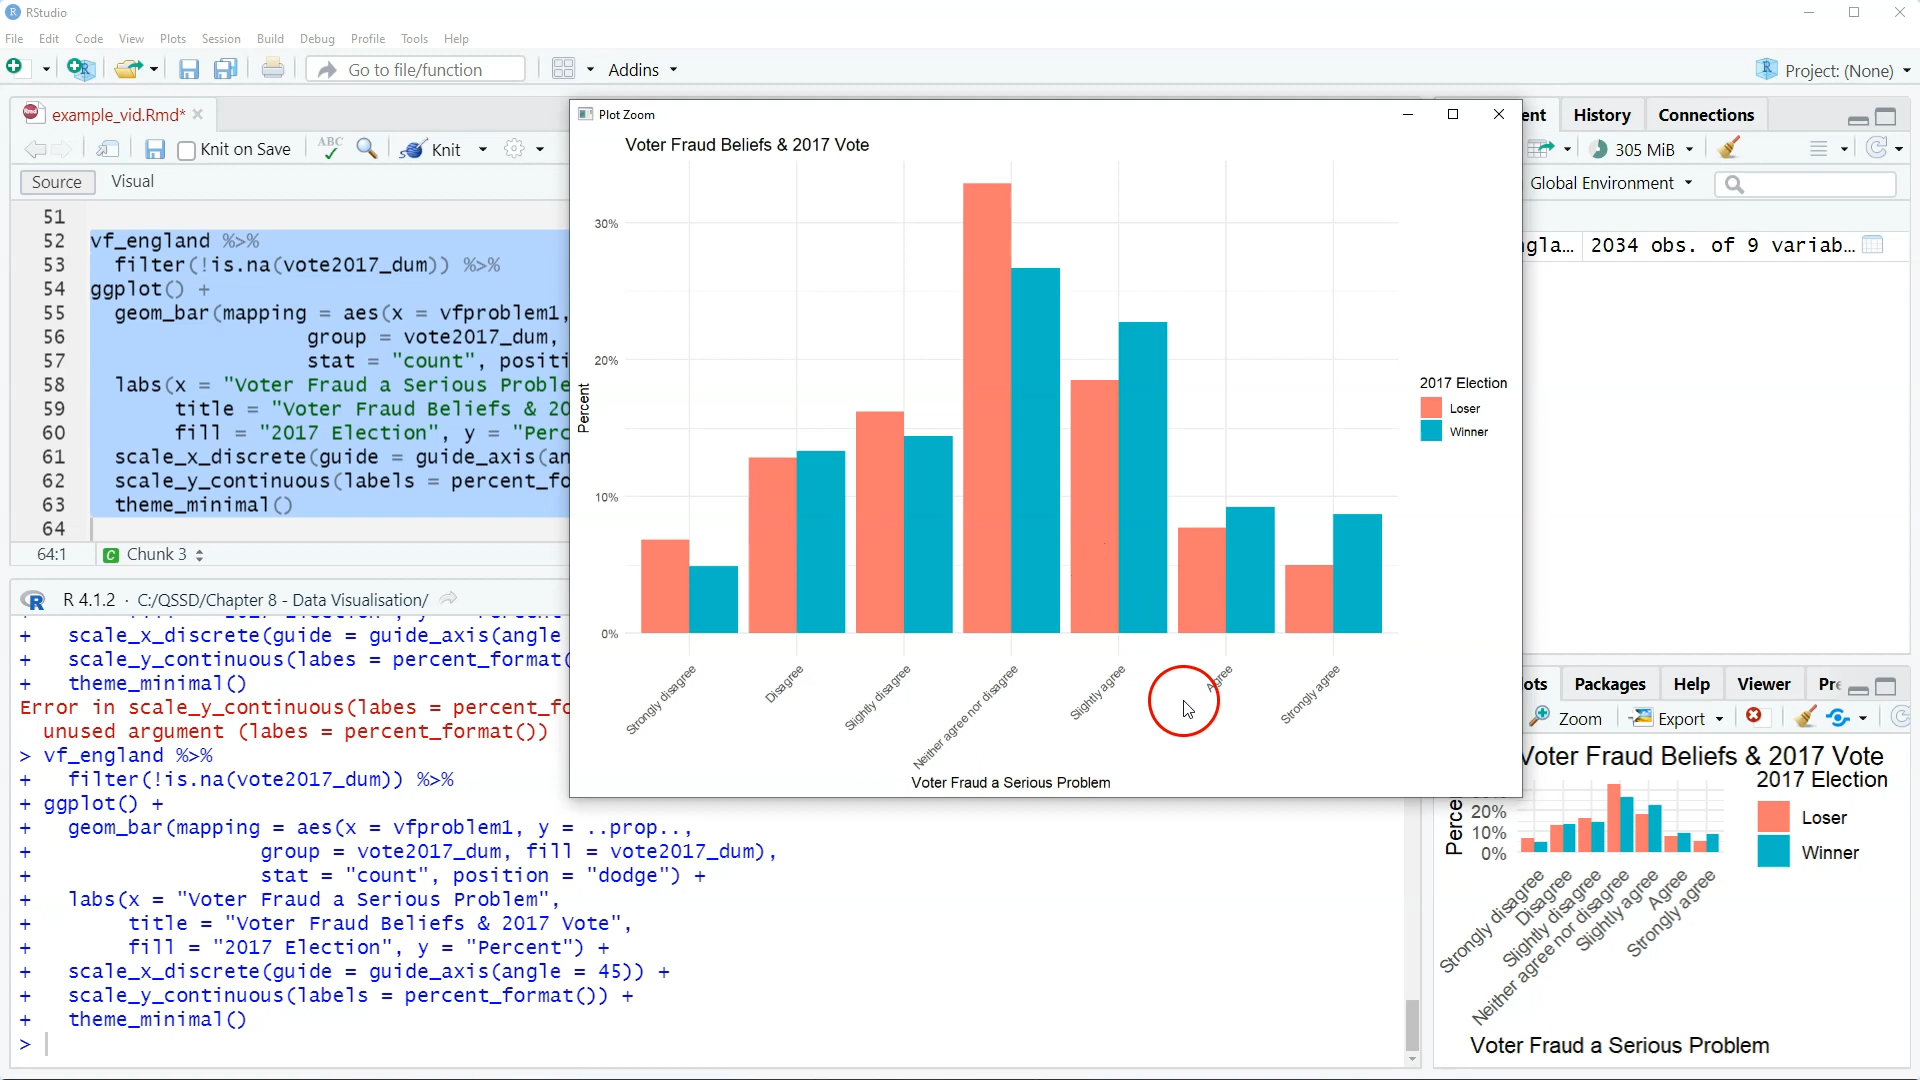 RStudio
File Edit Code View Plots Session Build Debug Profile Tools Help
Go to file/function
Addins
Project: (None)
example_vid.Rmd*
Knit on Save
ABC
Knit
Source
Visual
51
52 vf_england %>%
53 filter(!is.na(vote2017_dum)) %>%
54 ggplot() +
55 geom_bar(mapping = aes(x = vfproblem1,
56 group = vote2017_dum,
57 stat = "count", positi
58 labs(x = "Voter Fraud a Serious Proble
59 title = "Voter Fraud Beliefs & 20
60 fill = "2017 Election", y = "Perc
61 scale_x_discrete(guide = guide_axis(an
62 scale_y_continuous(labels = percent_fo
63 theme_minimal()
64
64:1 C Chunk 3
R 4.1.2 · C:/QSSD/Chapter 8 - Data Visualisation/
+ scale_x_discrete(guide = guide_axis(angle
+ scale_y_continuous(labes = percent_format(
+ theme_minimal()
Error in scale_y_continuous(labes = percent_fo
unused argument (labes = percent_format())
> vf_england %>%
+ filter(!is.na(vote2017_dum)) %>%
+ ggplot() +
+ geom_bar(mapping = aes(x = vfproblem1, y = ..prop..,
+ group = vote2017_dum, fill = vote2017_dum),
+ stat = "count", position = "dodge") +
+ labs(x = "Voter Fraud a Serious Problem",
+ title = "Voter Fraud Beliefs & 2017 Vote",
+ fill = "2017 Election", y = "Percent") +
+ scale_x_discrete(guide = guide_axis(angle = 45)) +
+ scale_y_continuous(labels = percent_format()) +
+ theme_minimal()
>
Plot Zoom
Voter Fraud Beliefs & 2017 Vote
30%
20%
10%
0%
Percent
Strongly disagree
Disagree
Slightly disagree
Neither agree nor disagree
Slightly agree
Agree
Strongly agree
Voter Fraud a Serious Problem
2017 Election
Loser
Winner
ent
History
Connections
305 MiB
Global Environment
gla... 2034 obs. of 9 variab...
ots
Packages
Help
Viewer
Pre
Zoom
Export
Voter Fraud Beliefs & 2017 Vote
2017 Election
Loser
Winner
Perce
20%
10%
0%
Strongly disagree
Disagree
Slightly disagree
Neither agree nor disagree
Slightly agree
Agree
Strongly agree
Voter Fraud a Serious Problem